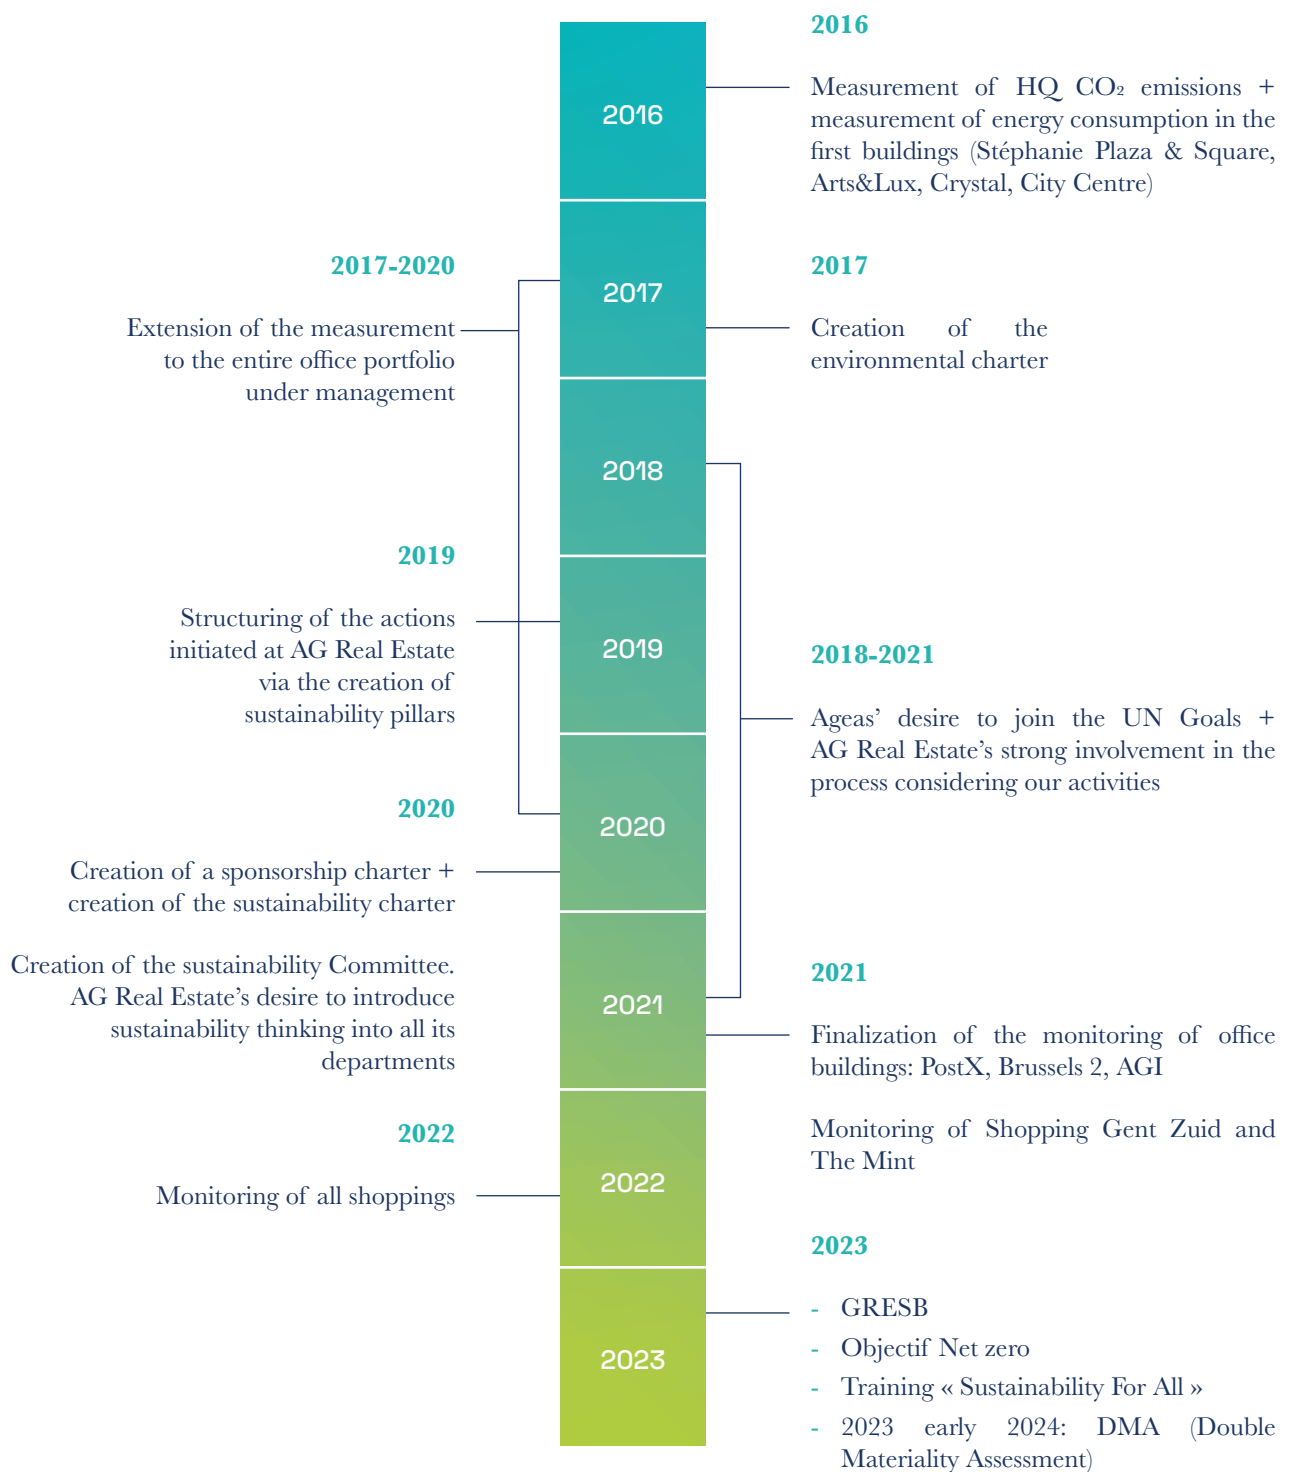 2016
Measurement of HQ CO₂ emissions +
measurement of energy consumption in the
first buildings (Stéphanie Plaza & Square,
Arts&Lux, Crystal, City Centre)
2016
2017-2020
Extension of the measurement
to the entire office portfolio
under management
2017
2017
Creation of the
environmental charter
2018
2019
Structuring of the actions
initiated at AG Real Estate
via the creation of
sustainability pillars
2019
2018-2021
Ageas’ desire to join the UN Goals +
AG Real Estate’s strong involvement in the
process considering our activities
2020
Creation of a sponsorship charter +
creation of the sustainability charter
Creation of the sustainability Committee.
AG Real Estate’s desire to introduce
sustainability thinking into all its
departments
2020
2021
2021
Finalization of the monitoring of office
buildings: PostX, Brussels 2, AGI
Monitoring of Shopping Gent Zuid and
The Mint
2022
Monitoring of all shoppings
2022
2023
2023
- GRESB
- Objectif Net zero
- Training « Sustainability For All »
- 2023 early 2024: DMA (Double
Materiality Assessment)